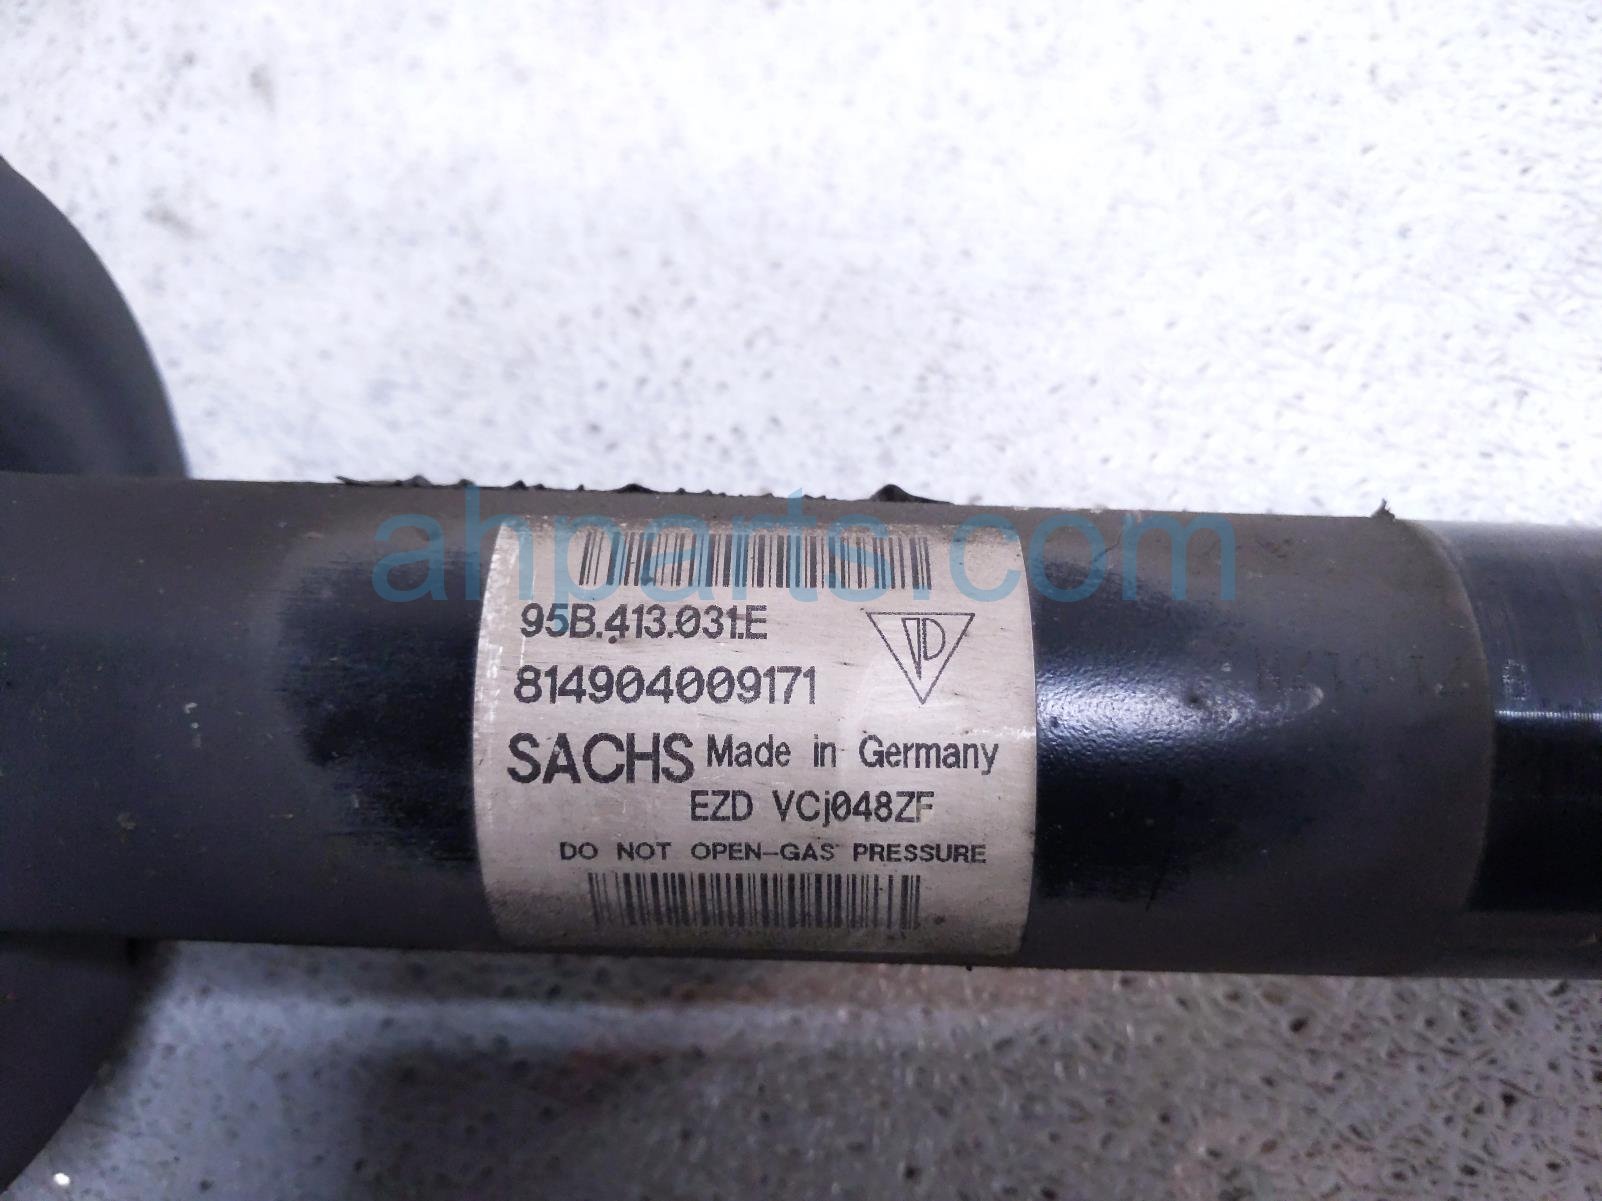 95B.413.031.E
814904009171
SACHS Made in Germany
EZD VCj048ZF
DO NOT OPEN-GAS PRESSURE
ahparts.com